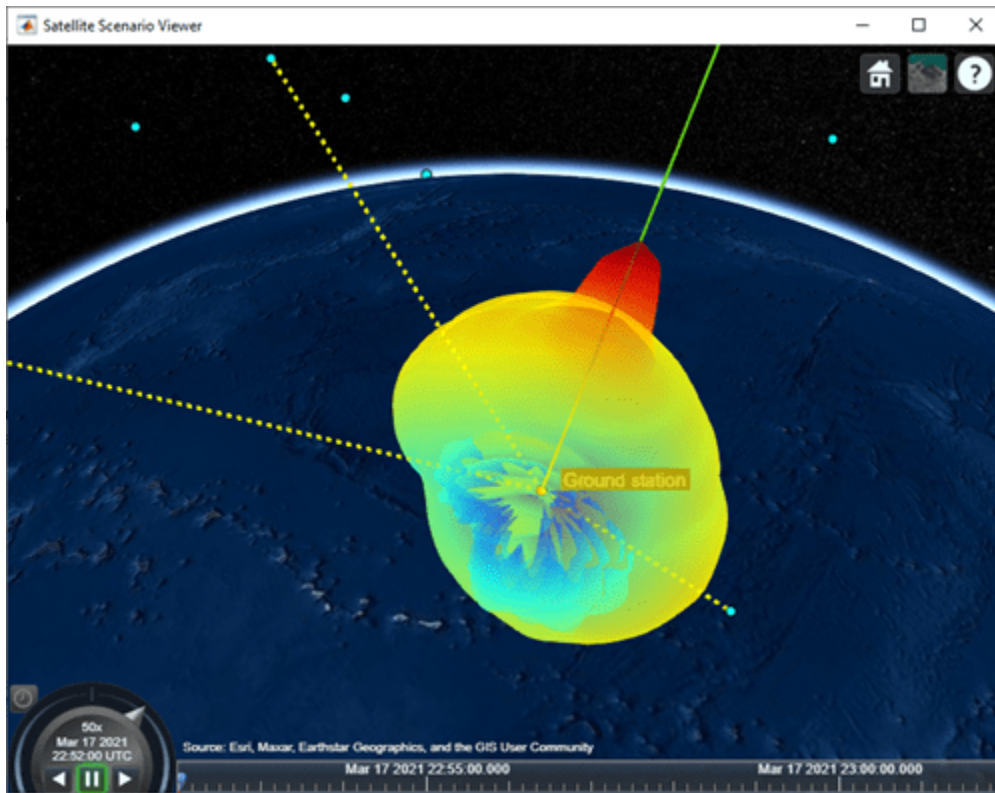 Satellite Scenario Viewer
?
Ground station
50x
Mar 17 2021
22:52:00 UTC
Source: Esri, Maxar, Earthstar Geographics, and the GIS User Community
Mar 17 2021 22:55:00.000
Mar 17 2021 23:00:00.000